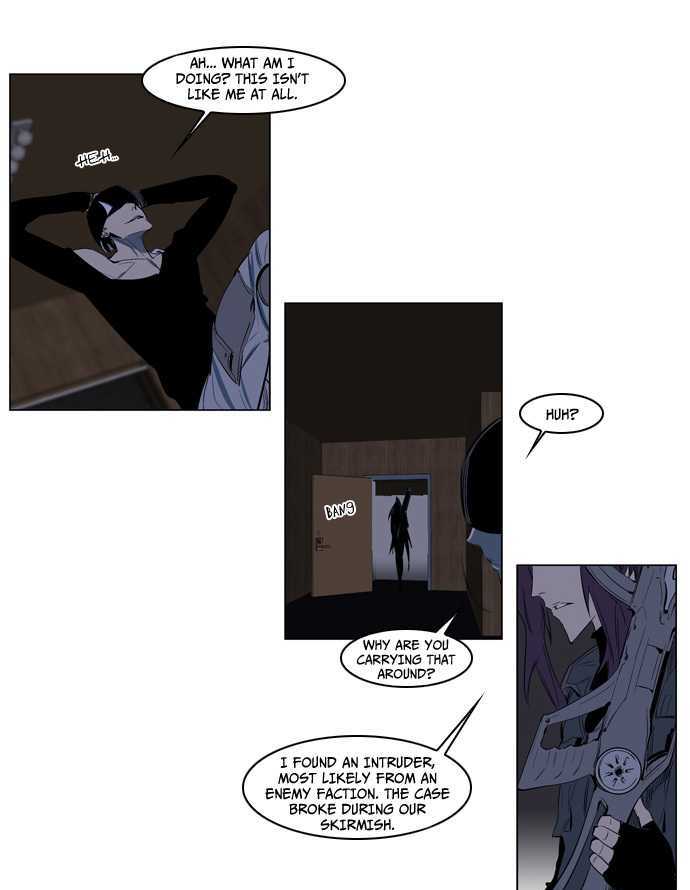 AH... WHAT AM I
DOING? THIS ISN'T
LIKE ME AT ALL.
HEH...
BANG
HUH?
WHY ARE YOU
CARRYING THAT
AROUND?
I FOUND AN INTRUDER,
MOST LIKELY FROM AN
ENEMY FACTION. THE CASE
BROKE DURING OUR
SKIRMISH.